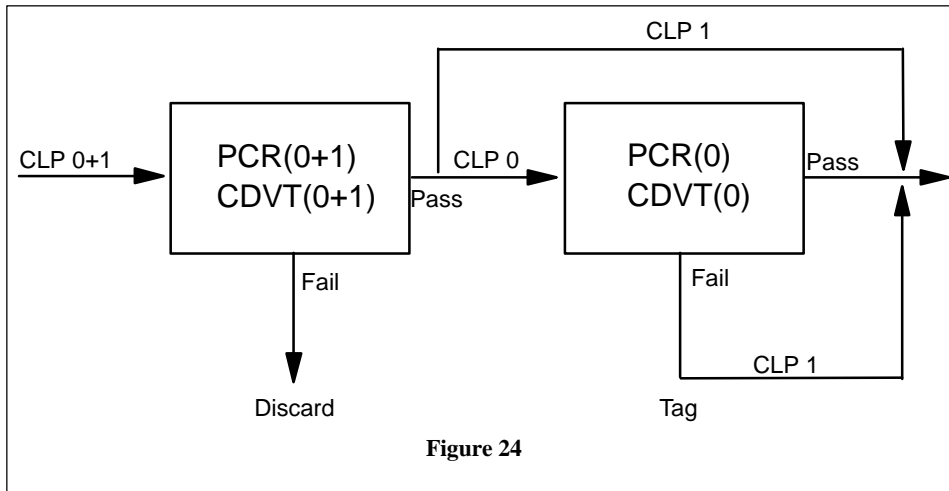 CLP 1
CLP 0+1
PCR(0+1)
CDVT(0+1)
CLP 0
Pass
PCR(0)
CDVT(0)
Pass
Fail
Fail
CLP 1
Discard
Tag
Figure 24